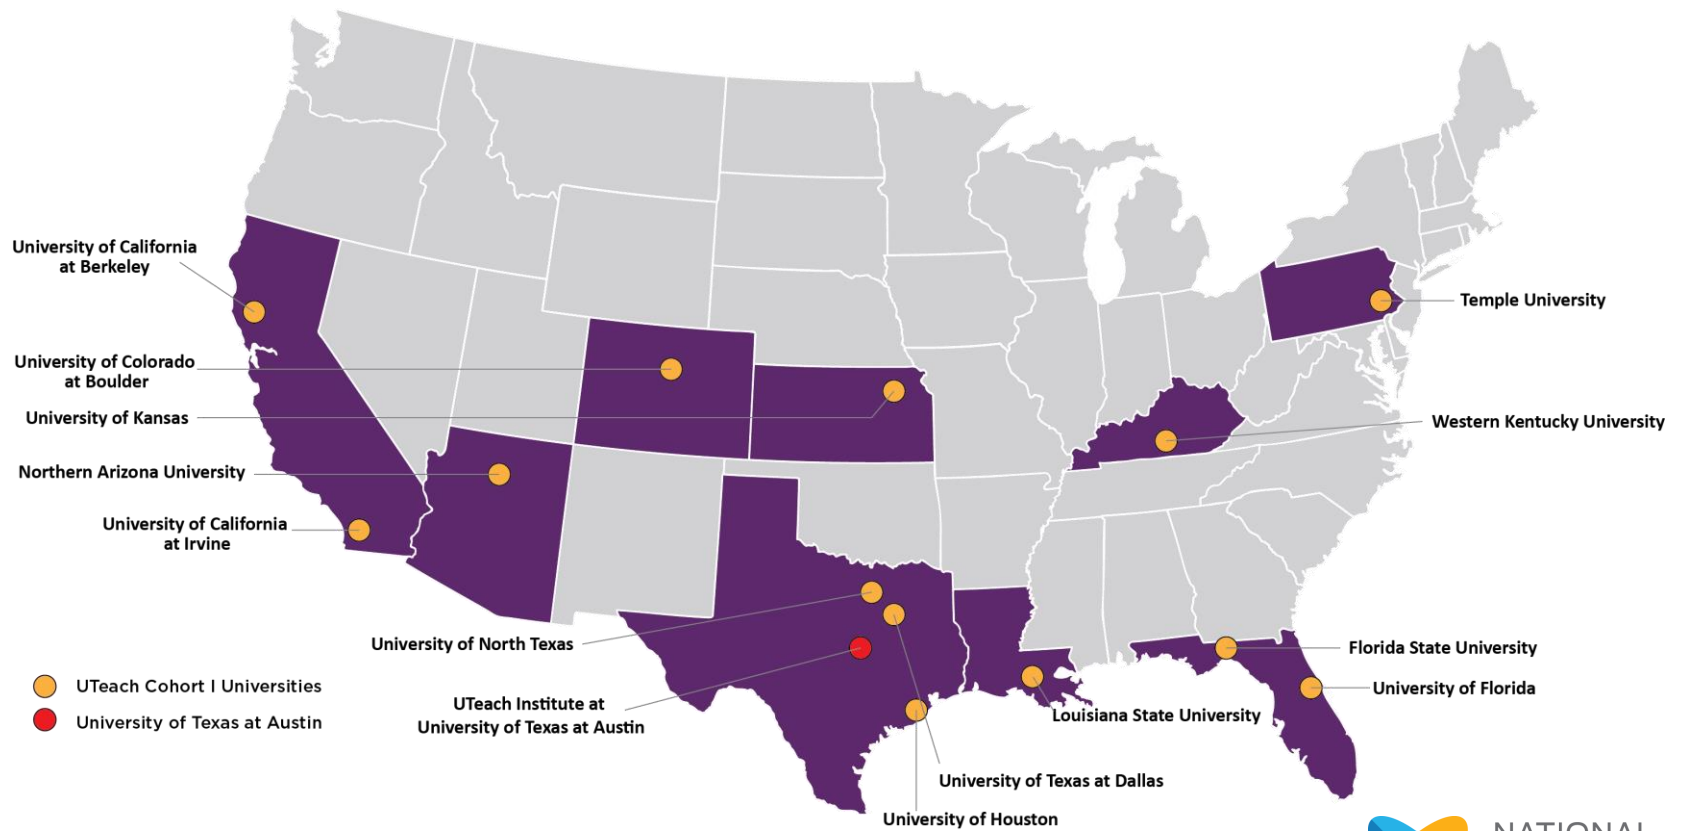 University of California
at Berkeley
University of Colorado
at Boulder
University of Kansas
Northern Arizona University
University of California
at Irvine
University of North Texas
UTeach Institute at
University of Texas at Austin
Temple University
Western Kentucky University
Florida State University
University of Florida
Louisiana State University
University of Texas at Dallas
University of Houston
UTeach Cohort I Universities
University of Texas at Austin
NATIONAL